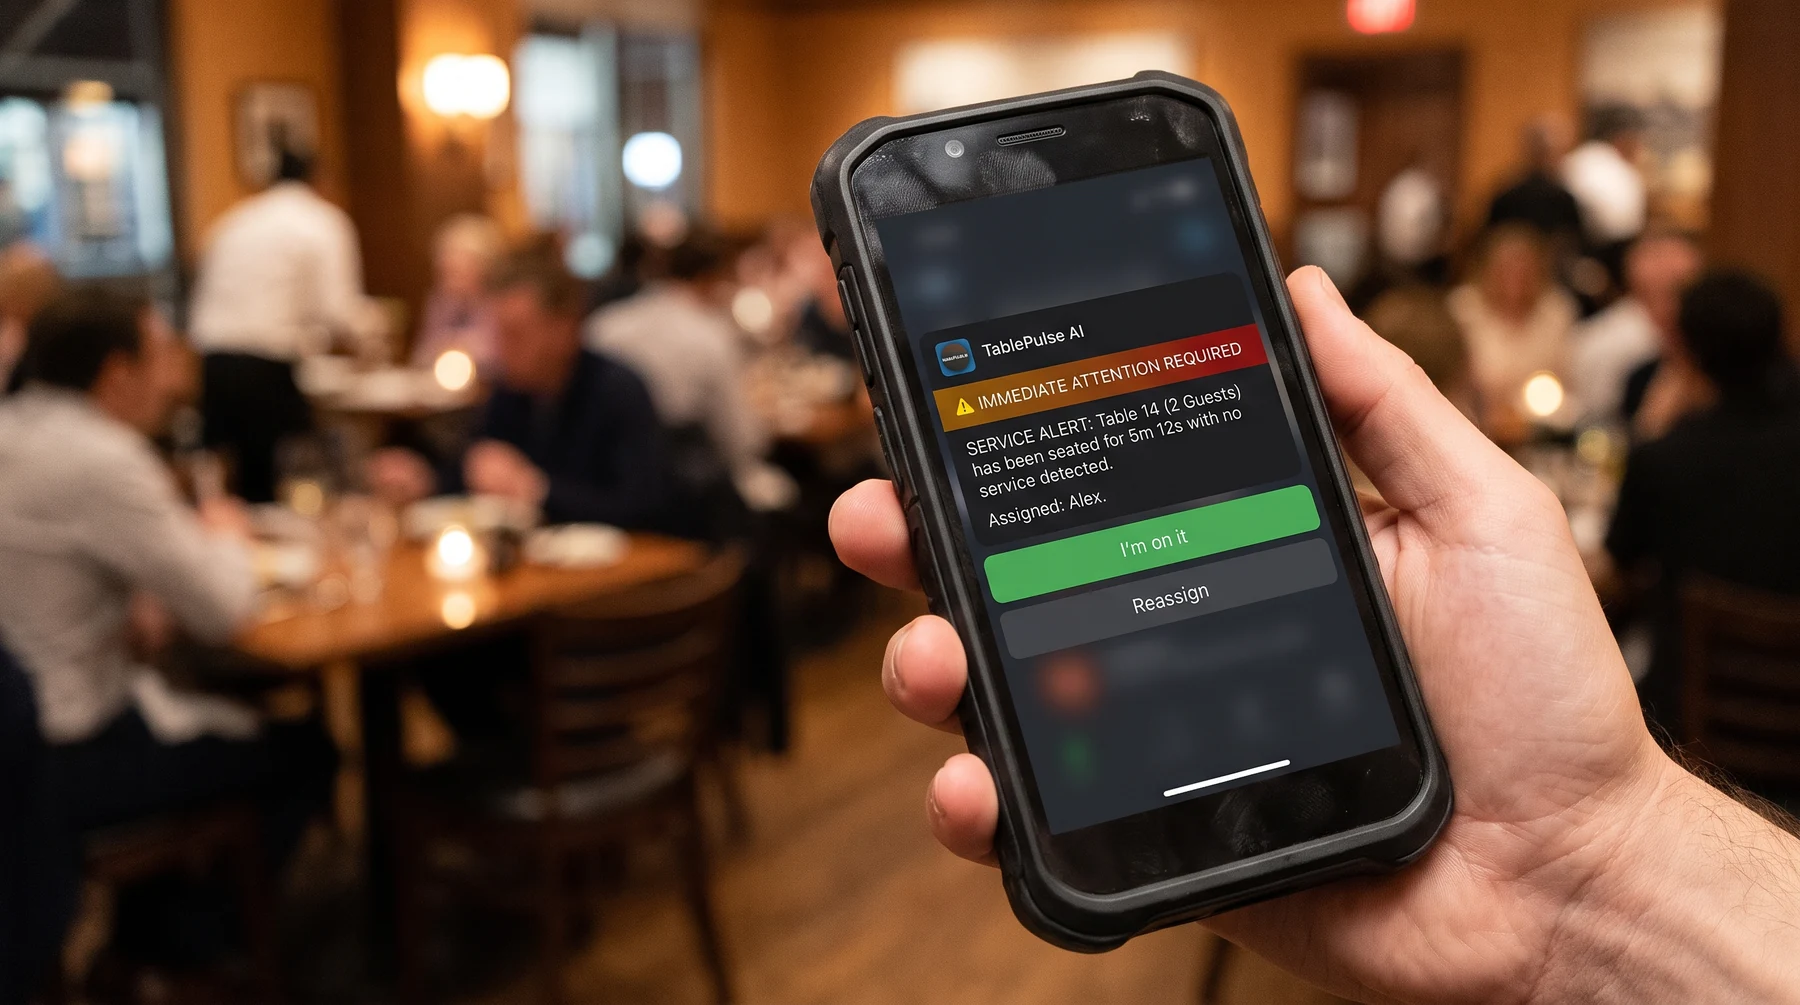 TablePulse AI
⚠ IMMEDIATE ATTENTION REQUIRED
SERVICE ALERT: Table 14 (2 Guests)
has been seated for 5m 12s with no
service detected.
Assigned: Alex.
I'm on it
Reassign